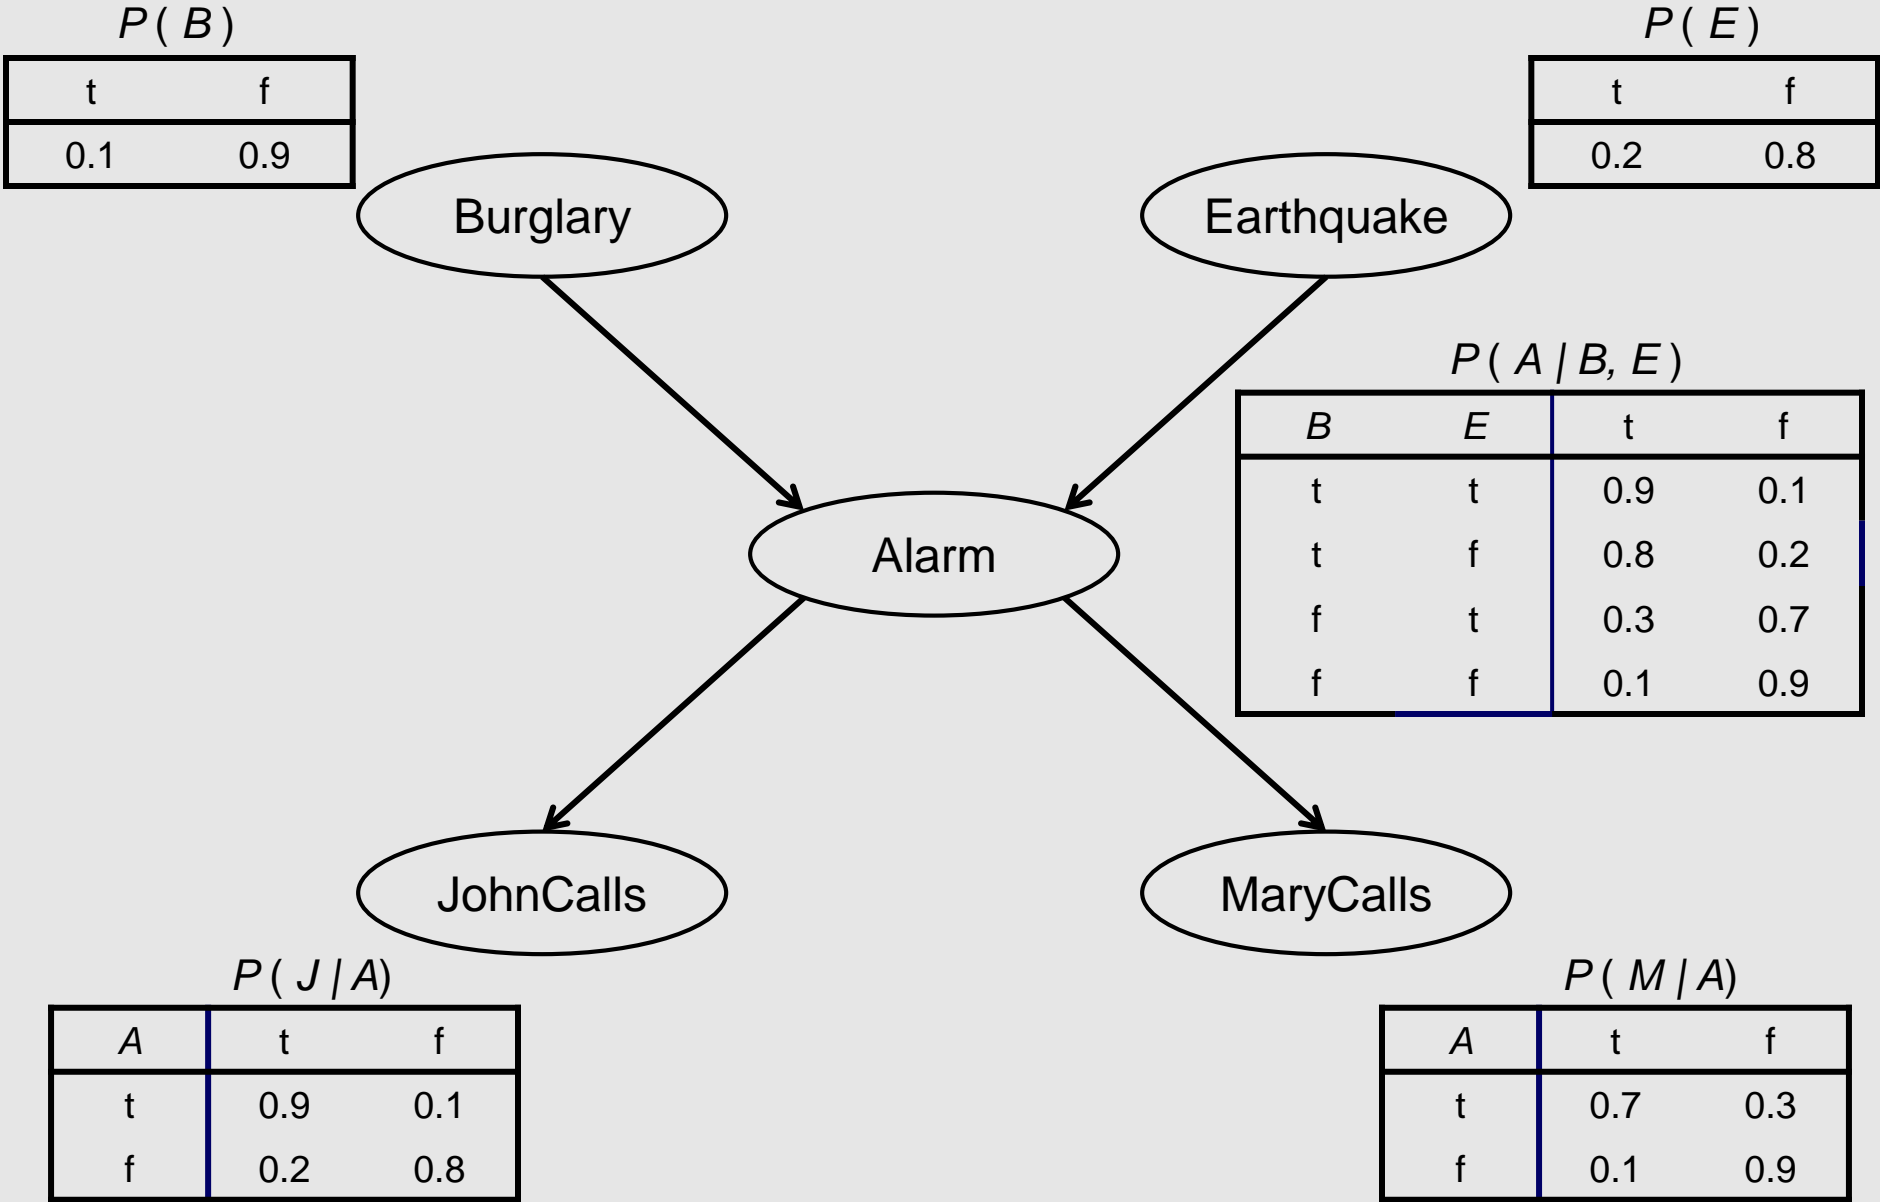 P ( B )
t f
0.1 0.9
P ( E )
t f
0.2 0.8
Burglary
Earthquake
P ( A | B, E )
B E t f
t t 0.9 0.1
t f 0.8 0.2
f t 0.3 0.7
f f 0.1 0.9
Alarm
JohnCalls
MaryCalls
P ( J | A)
A t f
t 0.9 0.1
f 0.2 0.8
P ( M | A)
A t f
t 0.7 0.3
f 0.1 0.9